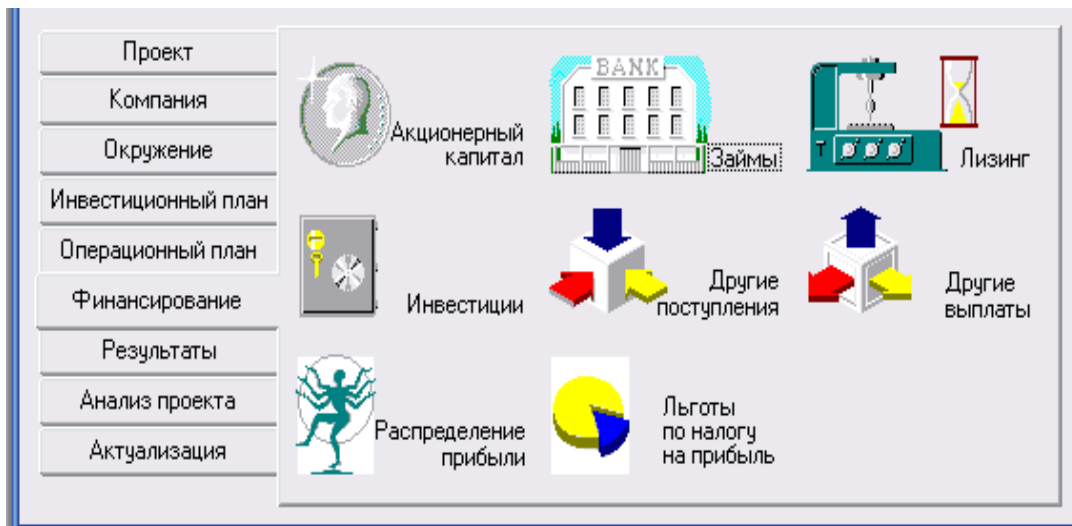 Проект
Компания
Окружение
Инвестиционный план
Операционный план
Финансирование
Результаты
Анализ проекта
Актуализация
Акционерный
капитал
BANK
Займы
Лизинг
Инвестиции
Другие
поступления
Другие
выплаты
Распределение
прибыли
Льготы
по налогу
на прибыль